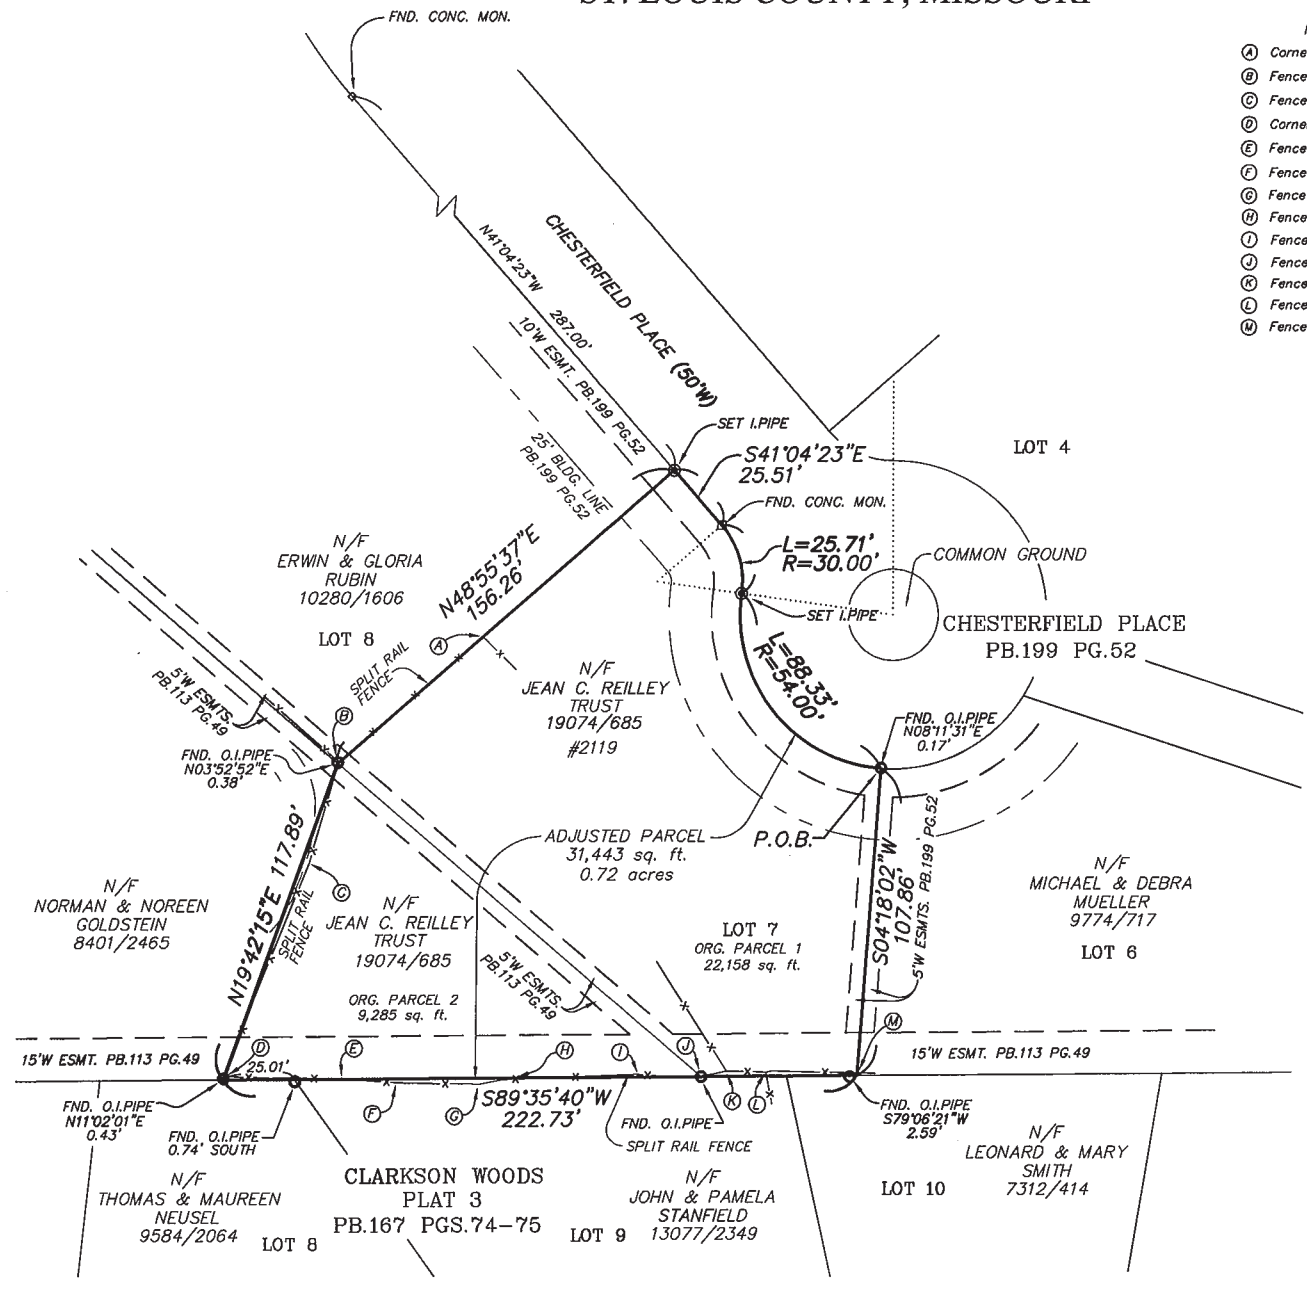 FND. CONC. MON.
Ⓐ Corne
Ⓑ Fence
Ⓒ Fence
Ⓓ Corne
Ⓔ Fence
Ⓕ Fence
Ⓖ Fence
Ⓗ Fence
Ⓘ Fence
Ⓙ Fence
Ⓚ Fence
Ⓛ Fence
Ⓜ Fence
N41°04'23"W 287.00'
CHESTERFIELD PLACE (50'W)
10'W ESMT. PB.199 PG.52
25' BLDG. LINE
PB.199 PG.52
SET I.PIPE
S41°04'23"E
25.51'
LOT 4
FND. CONC. MON.
L=25.71'
R=30.00'
COMMON GROUND
N/F
ERWIN & GLORIA
RUBIN
10280/1606
LOT 8
N48°55'37"E
156.26'
Ⓐ
SET I.PIPE
CHESTERFIELD PLACE
PB.199 PG.52
L=88.33'
R=54.00'
SPLIT RAIL
FENCE
N/F
JEAN C. REILLEY
TRUST
19074/685
#2119
5'W ESMTS.
PB.113 PG.49
Ⓑ
FND. O.I.PIPE
N03°52'52"E
0.38'
FND. O.I.PIPE
N08°11'31"E
0.17'
ADJUSTED PARCEL
31,443 sq. ft.
0.72 acres
P.O.B.
N19°42'15"E 117.89'
SPLIT RAIL
FENCE
Ⓒ
N/F
NORMAN & NOREEN
GOLDSTEIN
8401/2465
N/F
JEAN C. REILLEY
TRUST
19074/685
ORG. PARCEL 2
9,285 sq. ft.
5'W ESMTS.
PB.113 PG.49
LOT 7
ORG. PARCEL 1
22,158 sq. ft.
S04°18'02"W
107.86'
5'W ESMTS. PB.199 PG.52
N/F
MICHAEL & DEBRA
MUELLER
9774/717
LOT 6
15'W ESMT. PB.113 PG.49
Ⓓ
25.01'
Ⓔ
Ⓕ
Ⓖ
Ⓗ
Ⓘ
Ⓙ
Ⓚ
Ⓛ
Ⓜ
15'W ESMT. PB.113 PG.49
S89°35'40"W
222.73'
FND. O.I.PIPE
N11°02'01"E
0.43'
FND. O.I.PIPE
0.74' SOUTH
FND. O.I.PIPE
SPLIT RAIL FENCE
FND. O.I.PIPE
S79°06'21"W
2.59'
N/F
THOMAS & MAUREEN
NEUSEL
9584/2064
LOT 8
CLARKSON WOODS
PLAT 3
PB.167 PGS.74-75
LOT 9
N/F
JOHN & PAMELA
STANFIELD
13077/2349
LOT 10
N/F
LEONARD & MARY
SMITH
7312/414